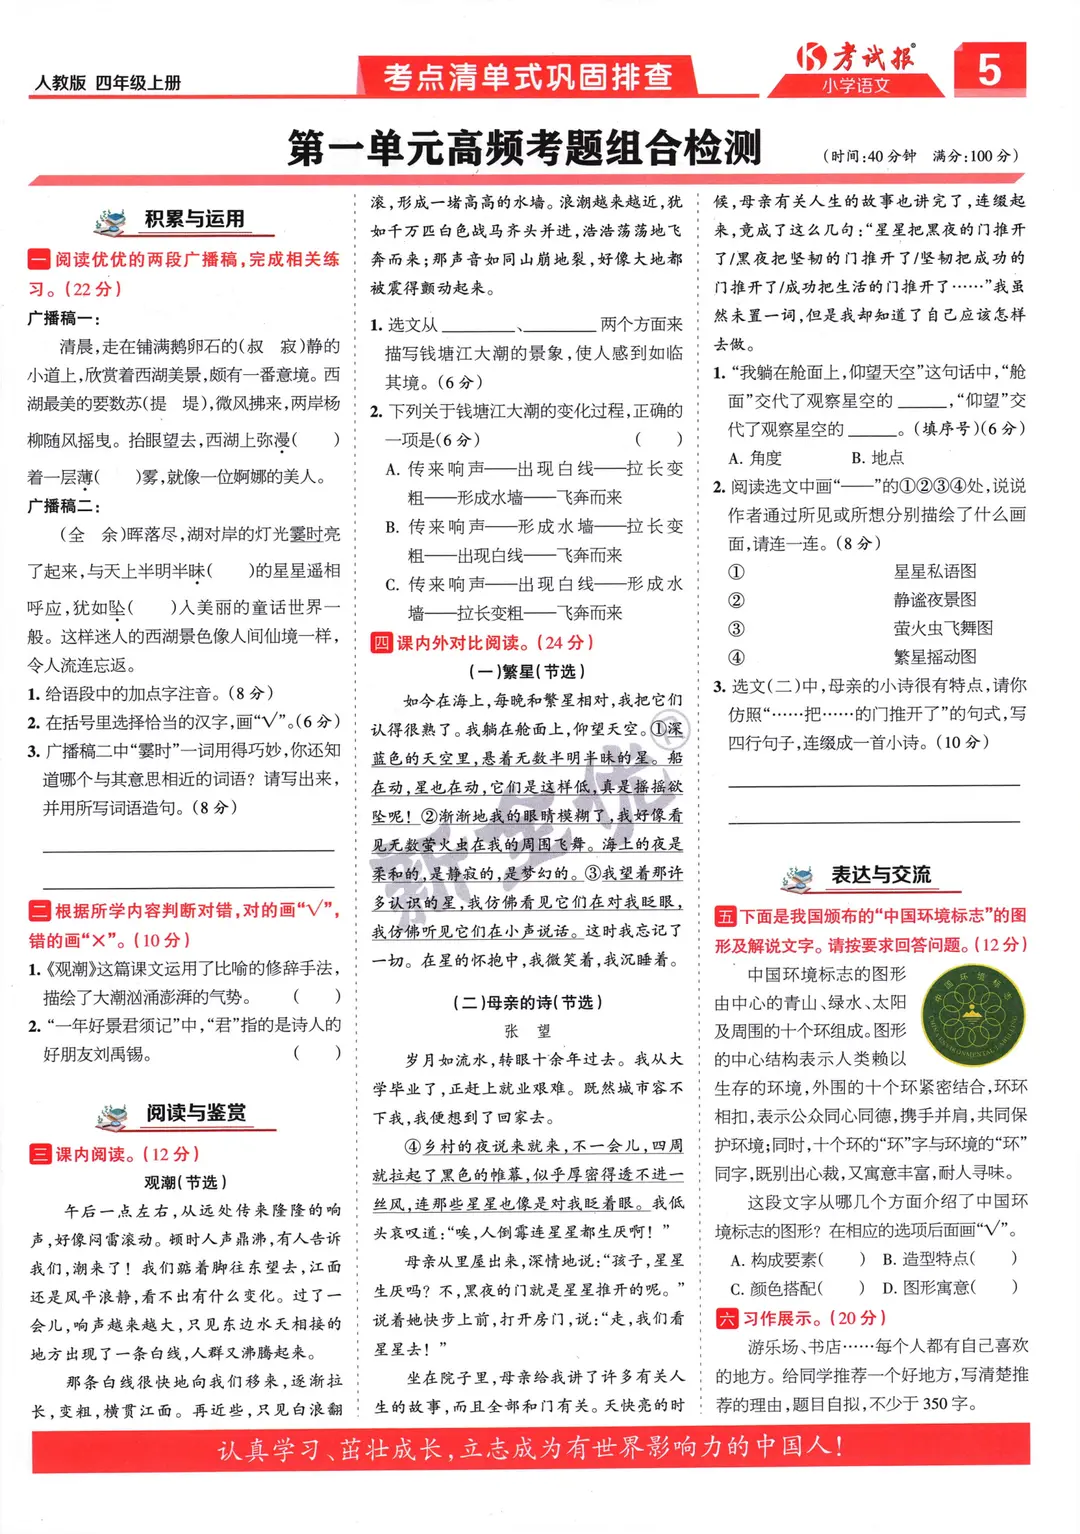 人教版 四年级上册
考点清单式巩固排查
考试报
小学语文
5
第一单元高频考题组合检测
(时间:40分钟 满分:100分)
积累与运用
一 阅读优优的两段广播稿,完成相关练
习。(22分)
广播稿一:
清晨,走在铺满鹅卵石的(叔 寂)静的
小道上,欣赏着西湖美景,颇有一番意境。西
湖最美的要数苏(提 堤),微风拂来,两岸杨
柳随风摇曳。抬眼望去,西湖上弥漫( )
着一层薄( )雾,就像一位婀娜的美人。
广播稿二:
(全 余)晖落尽,湖对岸的灯光霎时亮
了起来,与天上半明半昧( )的星星遥相
呼应,犹如坠( )入美丽的童话世界一
般。这样迷人的西湖景色像人间仙境一样,
令人流连忘返。
1. 给语段中的加点字注音。(8分)
2. 在括号里选择恰当的汉字,画“√”。(6分)
3. 广播稿二中“霎时”一词用得巧妙,你还知
道哪个与其意思相近的词语？请写出来,
并用所写词语造句。(8分)
二 根据所学内容判断对错,对的画“√”,
错的画“×”。(10分)
1.《观潮》这篇课文运用了比喻的修辞手法,
描绘了大潮汹涌澎湃的气势。 ( )
2. “一年好景君须记”中,“君”指的是诗人的
好朋友刘禹锡。 ( )
阅读与鉴赏
三 课内阅读。(12分)
观潮(节选)
午后一点左右,从远处传来隆隆的响
声,好像闷雷滚动。顿时人声鼎沸,有人告诉
我们,潮来了！我们踮着脚往东望去,江面
还是风平浪静,看不出有什么变化。过了一
会儿,响声越来越大,只见东边水天相接的
地方出现了一条白线,人群又沸腾起来。
那条白线很快地向我们移来,逐渐拉
长,变粗,横贯江面。再近些,只见白浪翻
滚,形成一堵高高的水墙。浪潮越来越近,犹
如千万匹白色战马齐头并进,浩浩荡荡地飞
奔而来;那声音如同山崩地裂,好像大地都
被震得颤动起来。
1. 选文从________、________两个方面来
描写钱塘江大潮的景象,使人感到如临
其境。(6分)
2. 下列关于钱塘江大潮的变化过程,正确的
一项是(6分) ( )
A. 传来响声——出现白线——拉长变
粗——形成水墙——飞奔而来
B. 传来响声——形成水墙——拉长变
粗——出现白线——飞奔而来
C. 传来响声——出现白线——形成水
墙——拉长变粗——飞奔而来
四 课内外对比阅读。(24分)
(一)繁星(节选)
如今在海上,每晚和繁星相对,我把它们
认得很熟了。我躺在舱面上,仰望天空。①深
蓝色的天空里,悬着无数半明半昧的星。船
在动,星也在动,它们是这样低,真是摇摇欲
坠呢！②渐渐地我的眼睛模糊了,我好像看
见无数萤火虫在我的周围飞舞。海上的夜是
柔和的,是静寂的,是梦幻的。③我望着那许
多认识的星,我仿佛看见它们在对我眨眼,
我仿佛听见它们在小声说话。这时我忘记了
一切。在星的怀抱中,我微笑着,我沉睡着。
(二)母亲的诗(节选)
张 望
岁月如流水,转眼十余年过去。我从大
学毕业了,正赶上就业艰难。既然城市容不
下我,我便想到了回家去。
④乡村的夜说来就来,不一会儿,四周
就拉起了黑色的帷幕,似乎厚密得透不进一
丝风,连那些星星也像是对我眨着眼。我低
头哀叹道:“唉,人倒霉连星星都生厌啊！”
母亲从里屋出来,深情地说:“孩子,星星
生厌吗？不,黑夜的门就是星星推开的呢。”
说着她快步上前,打开房门,说:“走,我们看
星星去！”
坐在院子里,母亲给我讲了许多有关人
生的故事,而且全部和门有关。天快亮的时
候,母亲有关人生的故事也讲完了,连缀起
来,竟成了这么几句:“星星把黑夜的门推开
了/黑夜把坚韧的门推开了/坚韧把成功的
门推开了/成功把生活的门推开了……”我虽
然未置一词,但是我却知道了自己应该怎样
去做。
1. “我躺在舱面上,仰望天空”这句话中,“舱
面”交代了观察星空的_____,“仰望”交
代了观察星空的_____。(填序号)(6分)
A. 角度 B. 地点
2. 阅读选文中画“——”的①②③④处,说说
作者通过所见或所想分别描绘了什么画
面,请连一连。(8分)
① 星星私语图
② 静谧夜景图
③ 萤火虫飞舞图
④ 繁星摇动图
3. 选文(二)中,母亲的小诗很有特点,请你
仿照“……把……的门推开了”的句式,写
四行句子,连缀成一首小诗。(10分)
表达与交流
五 下面是我国颁布的“中国环境标志”的图
形及解说文字。请按要求回答问题。(12分)
中国环境标志的图形
由中心的青山、绿水、太阳
及周围的十个环组成。图形
的中心结构表示人类赖以
生存的环境,外围的十个环紧密结合,环环
相扣,表示公众同心同德,携手并肩,共同保
护环境;同时,十个环的“环”字与环境的“环”
同字,既别出心裁,又寓意丰富,耐人寻味。
中国环境标志
CHINA ENVIRONMENTAL LABELLING
这段文字从哪几个方面介绍了中国环
境标志的图形？在相应的选项后面画“√”。
A. 构成要素( ) B. 造型特点( )
C. 颜色搭配( ) D. 图形寓意( )
六 习作展示。(20分)
游乐场、书店……每个人都有自己喜欢
的地方。给同学推荐一个好地方,写清楚推
荐的理由,题目自拟,不少于350字。
认真学习、茁壮成长,立志成为有世界影响力的中国人!
新全优®